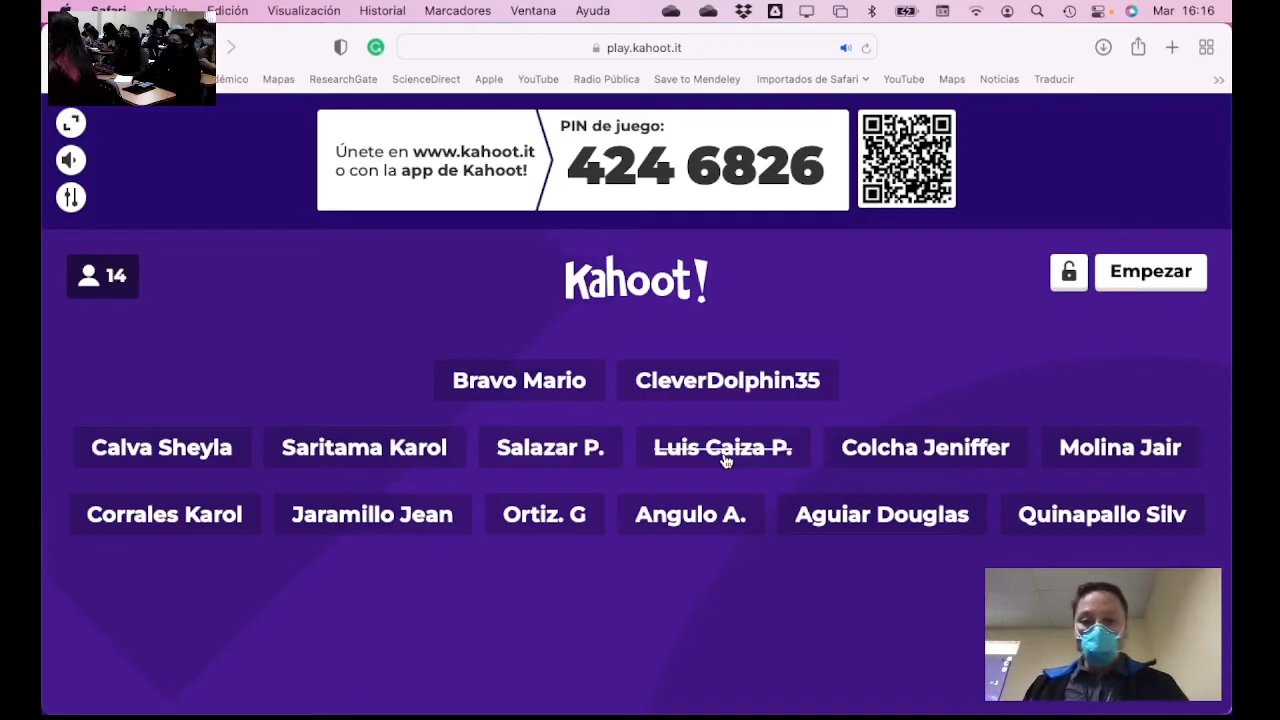 Safari Archivo Edición Visualización Historial Marcadores Ventana Ayuda Mar 16:16
play.kahoot.it
Mapas ResearchGate ScienceDirect Apple YouTube Radio Pública Save to Mendeley Importados de Safari YouTube Maps Noticias Traducir
Únete en www.kahoot.it
o con la app de Kahoot!
PIN de juego:
424 6826
14
Kahoot!
Empezar
Bravo Mario CleverDolphin35
Calva Sheyla Saritama Karol Salazar P. Luis Caiza P. Colcha Jeniffer Molina Jair
Corrales Karol Jaramillo Jean Ortiz. G Angulo A. Aguiar Douglas Quinapallo Silv